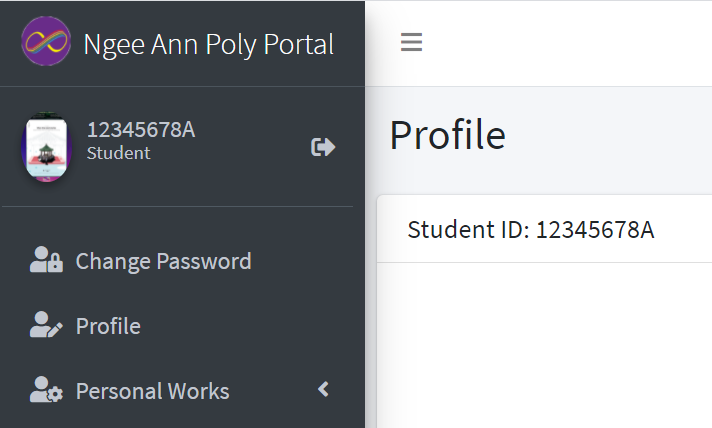 Ngee Ann Poly Portal
12345678A
Student
Change Password
Profile
Personal Works
Profile
Student ID: 12345678A